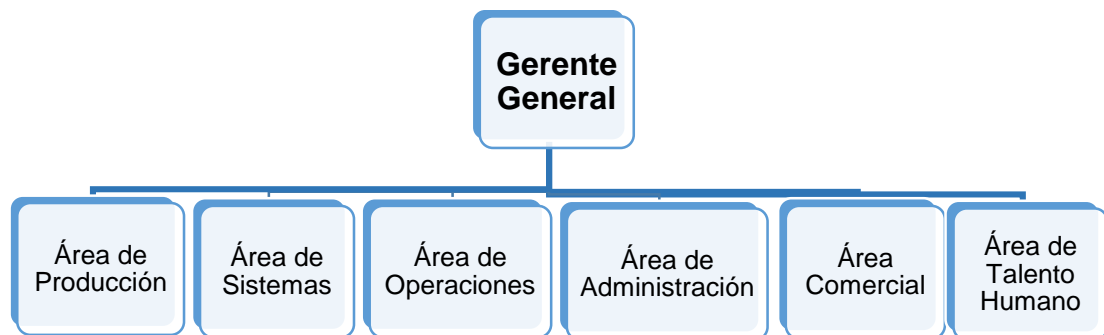 Gerente
General
Área de
Producción
Área de
Sistemas
Área de
Operaciones
Área de
Administración
Área
Comercial
Área de
Talento
Humano